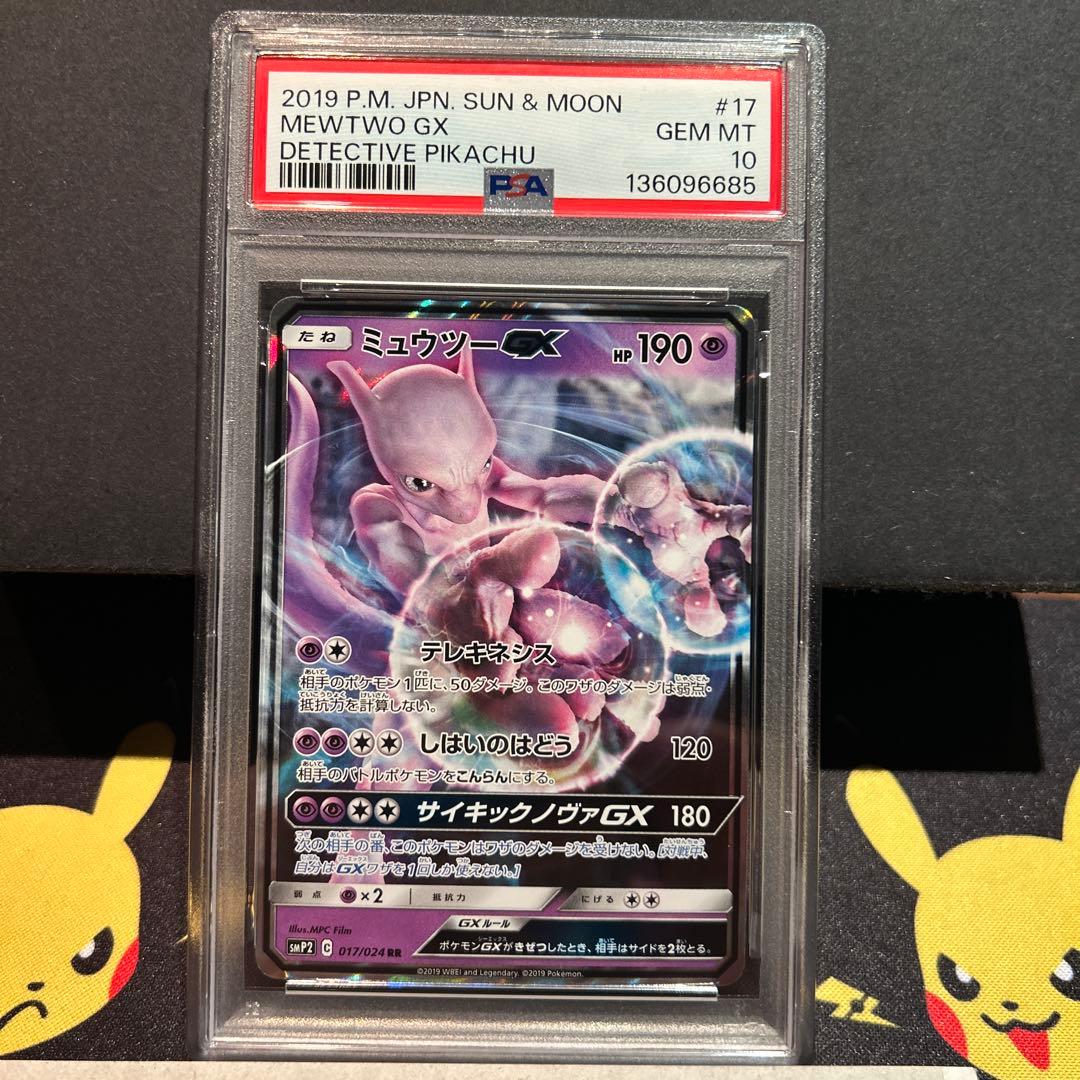 2019 P.M. JPN. SUN & MOON #17
MEWTWO GX GEM MT
DETECTIVE PIKACHU 10
PSA 136096685
たね ミュウツーGX HP 190
テレキネシス
相手のポケモン1匹に、50ダメージ。このワザのダメージは弱点・
抵抗力を計算しない。
しはいのはどう 120
相手のバトルポケモンをこんらんにする。
サイキックノヴァGX 180
次の相手の番、このポケモンはワザのダメージを受けない。[対戦中、
自分はGXワザを1回しか使えない。]
弱点 ×2 抵抗力 にげる
GXルール
Illus.MPC Film
ポケモンGXがきぜつしたとき、相手はサイドを2枚とる。
SMP2 C 017/024 RR
©2019 WBEI and Legendary. ©2019 Pokémon.